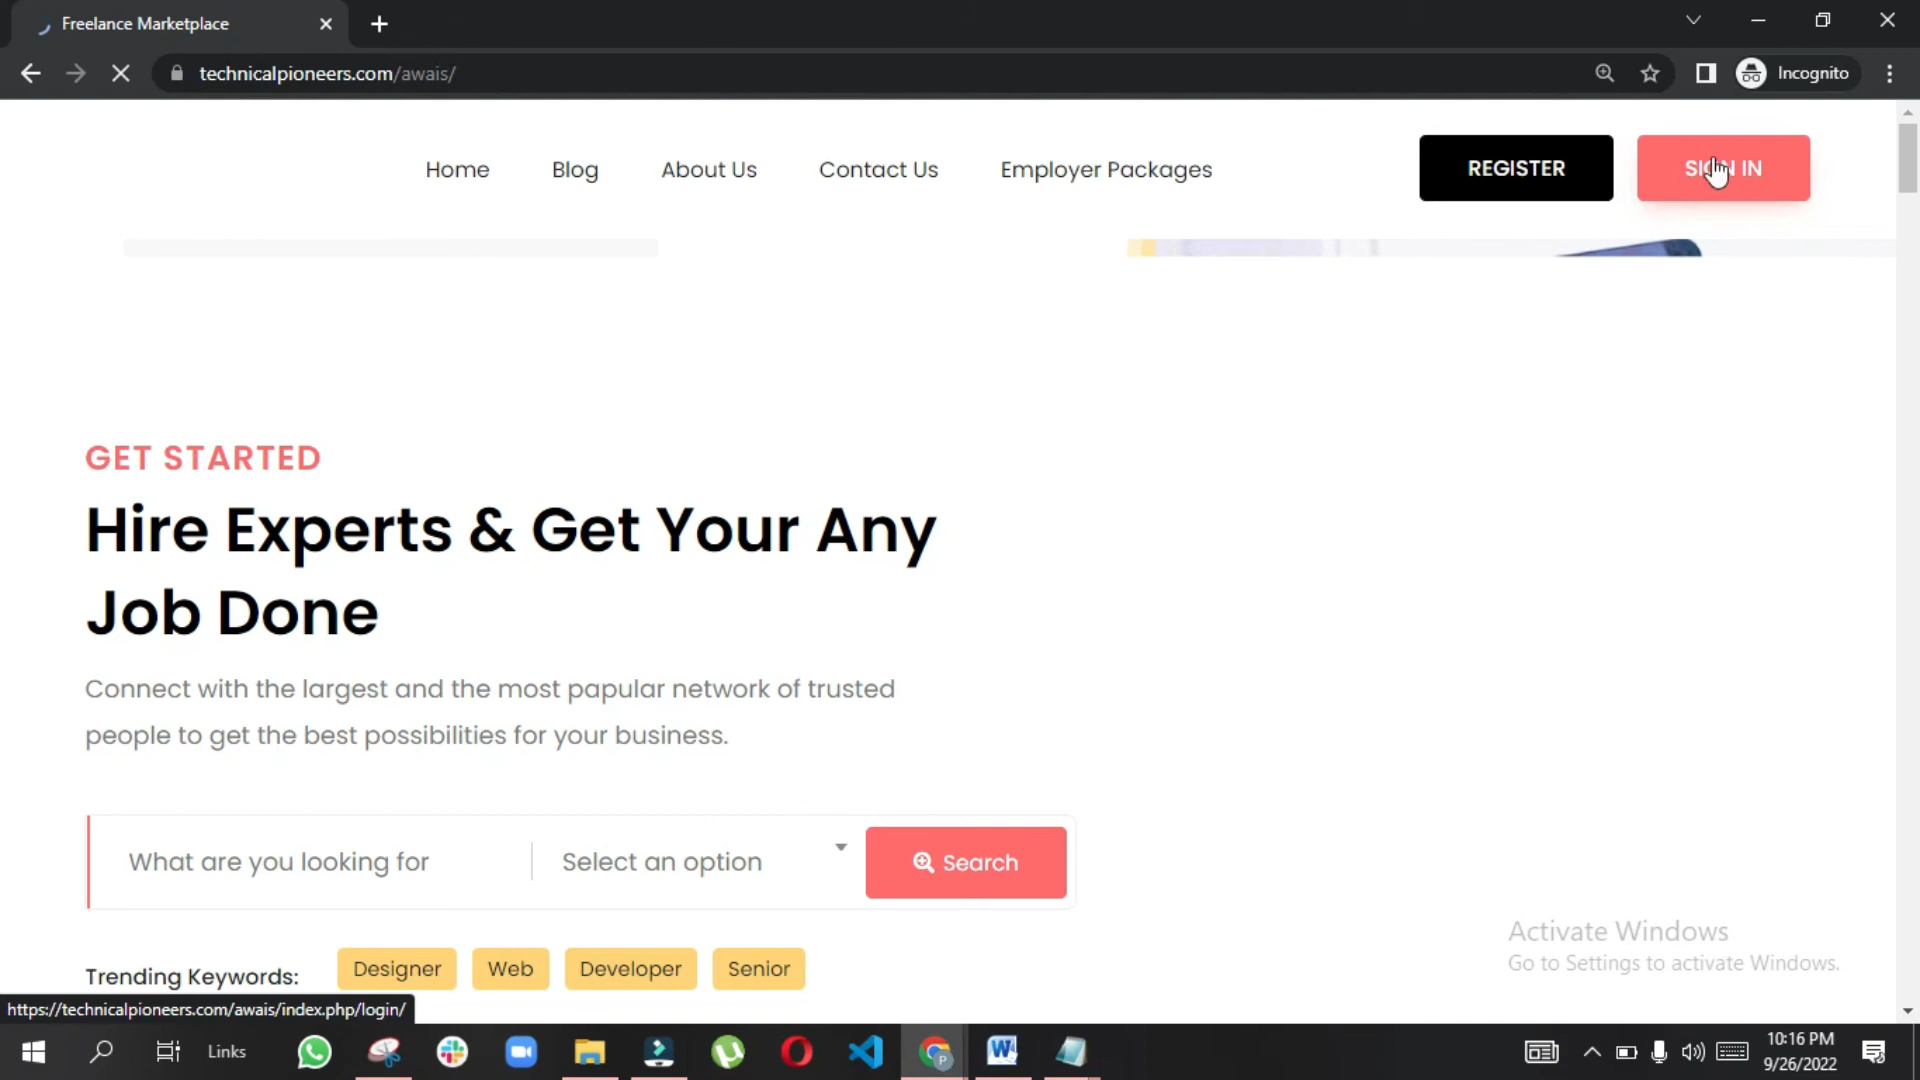 Freelance Marketplace
technicalpioneers.com/awais/
Incognito
Home Blog About Us Contact Us Employer Packages REGISTER SIGN IN
GET STARTED
Hire Experts & Get Your Any
Job Done
Connect with the largest and the most papular network of trusted
people to get the best possibilities for your business.
What are you looking for Select an option Search
Trending Keywords: Designer Web Developer Senior
Activate Windows
Go to Settings to activate Windows.
https://technicalpioneers.com/awais/index.php/login/
Links
10:16 PM
9/26/2022